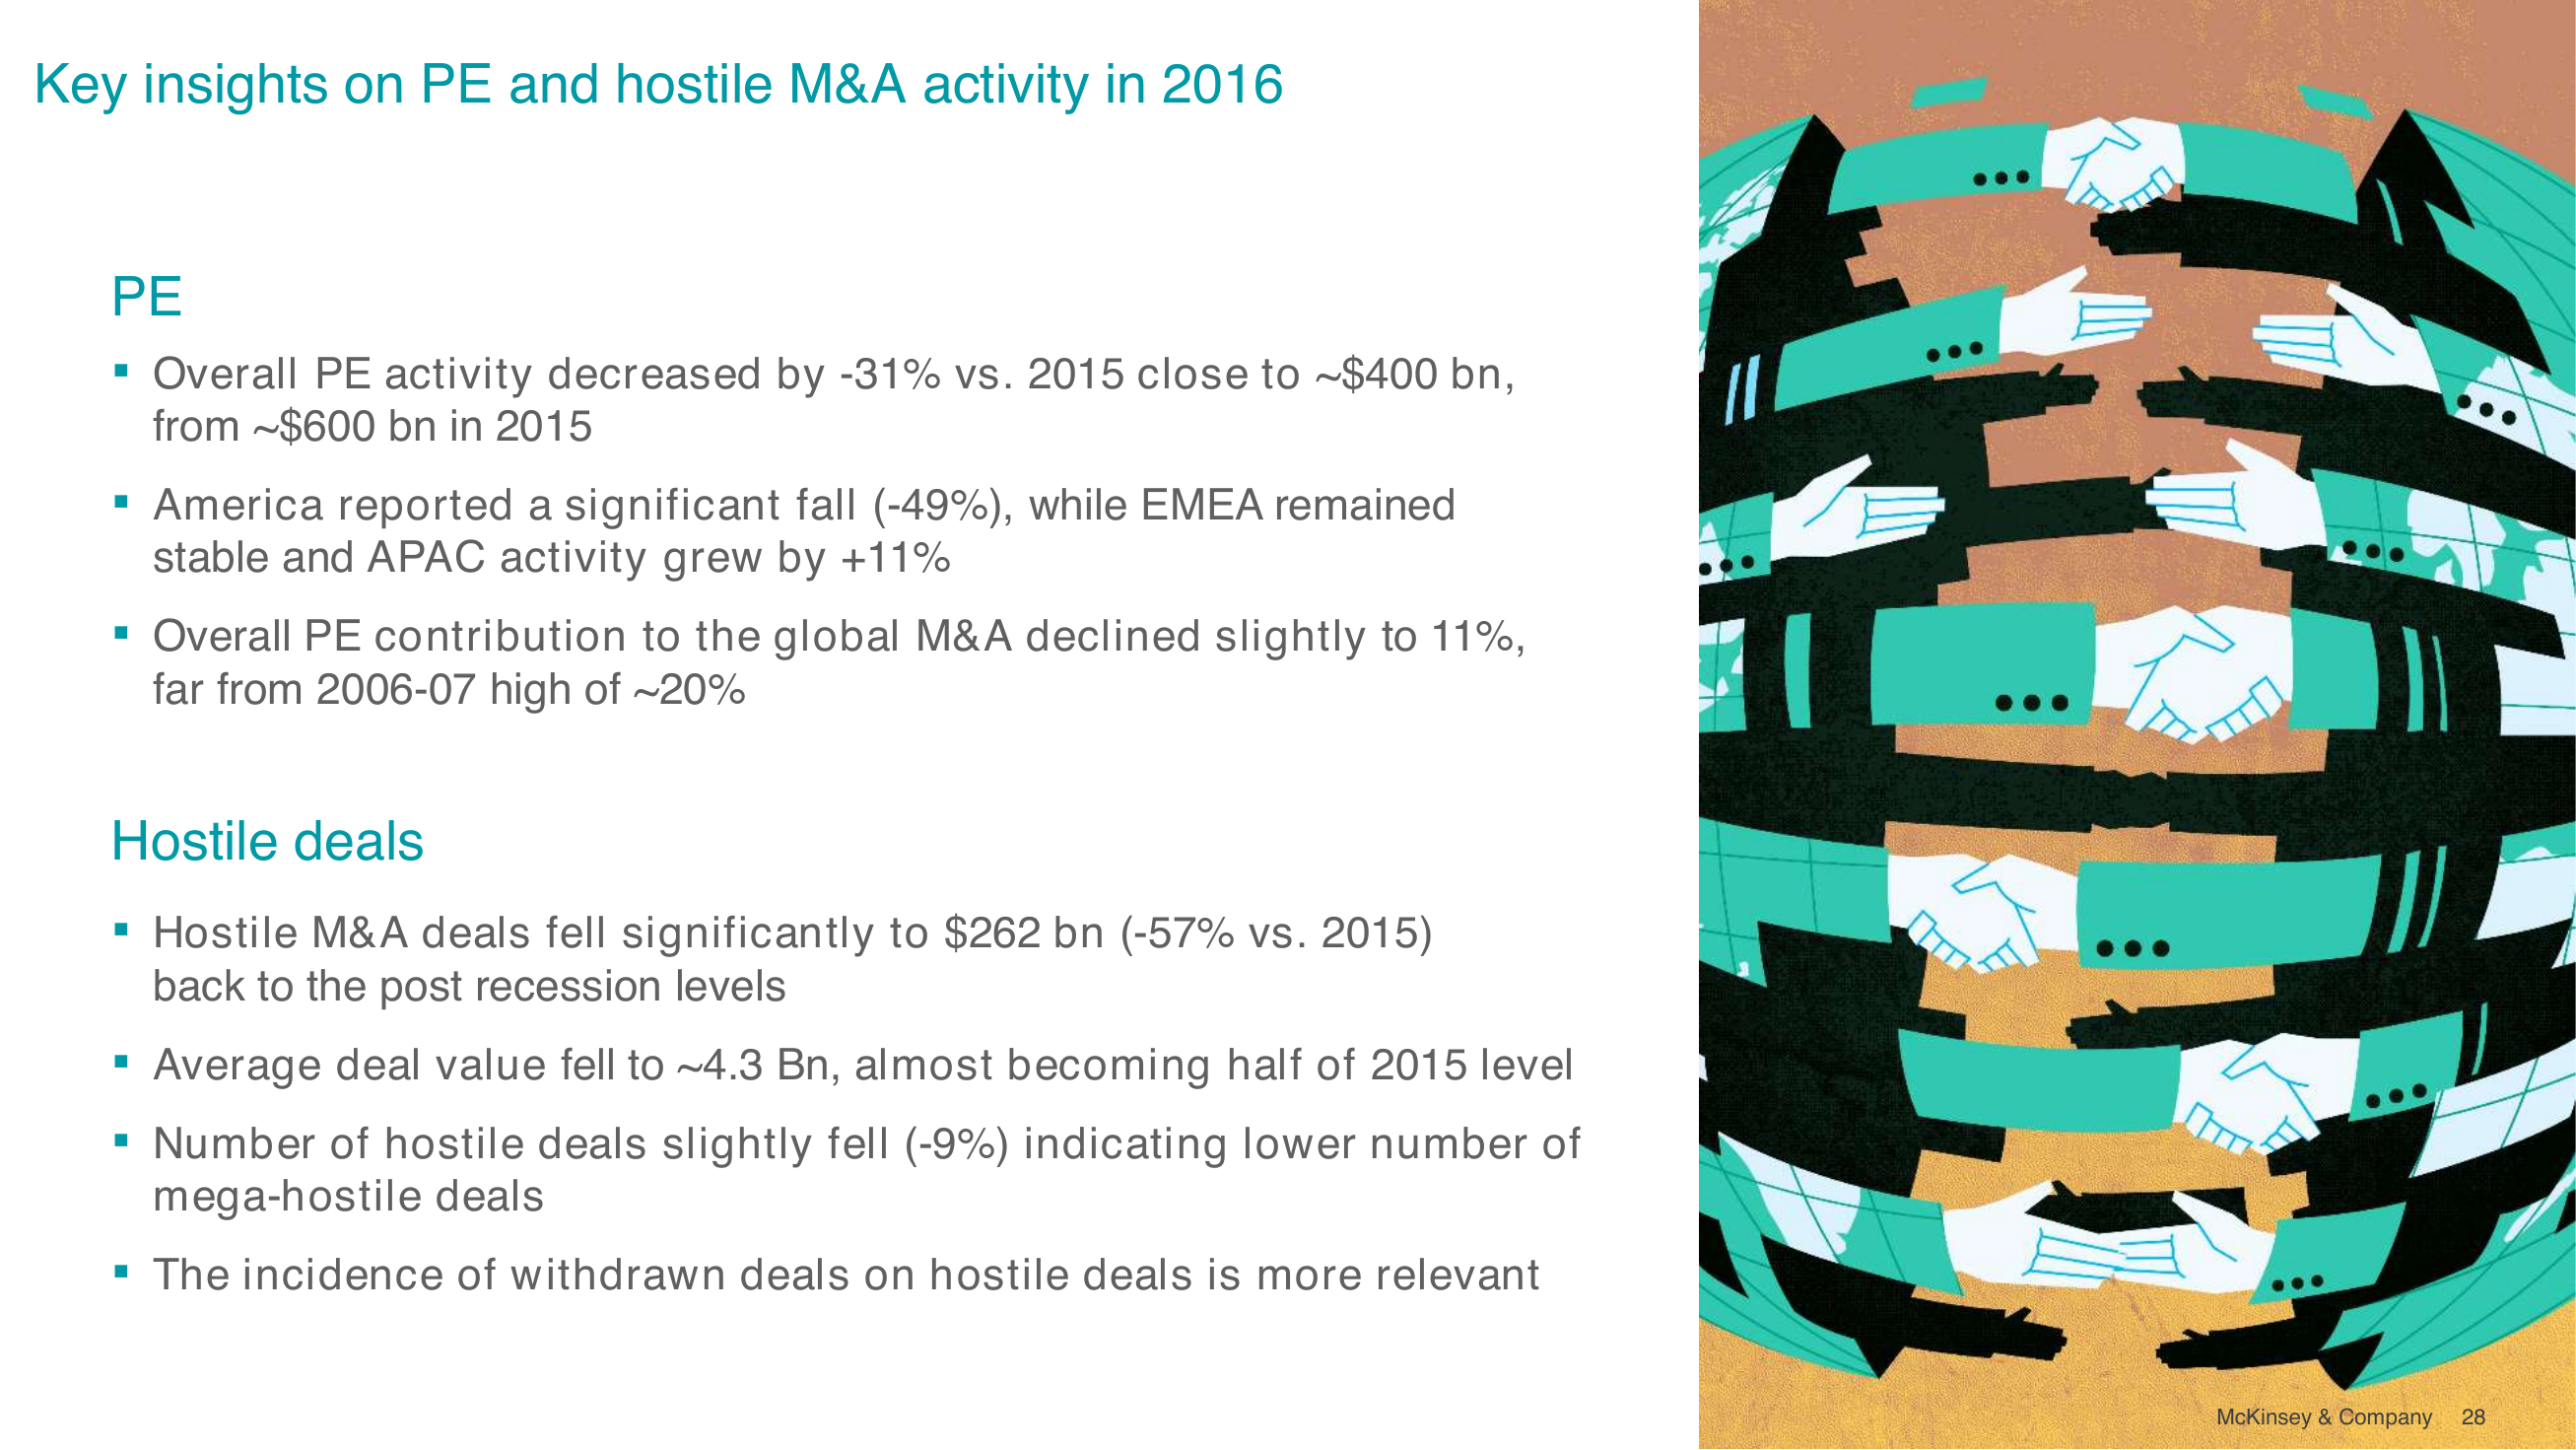 Key insights on PE and hostile M&A activity in 2016
PE
▪ Overall PE activity decreased by -31% vs. 2015 close to ~$400 bn,
from ~$600 bn in 2015
▪ America reported a significant fall (-49%), while EMEA remained
stable and APAC activity grew by +11%
▪ Overall PE contribution to the global M&A declined slightly to 11%,
far from 2006-07 high of ~20%
Hostile deals
▪ Hostile M&A deals fell significantly to $262 bn (-57% vs. 2015)
back to the post recession levels
▪ Average deal value fell to ~4.3 Bn, almost becoming half of 2015 level
▪ Number of hostile deals slightly fell (-9%) indicating lower number of
mega-hostile deals
▪ The incidence of withdrawn deals on hostile deals is more relevant
McKinsey & Company 28